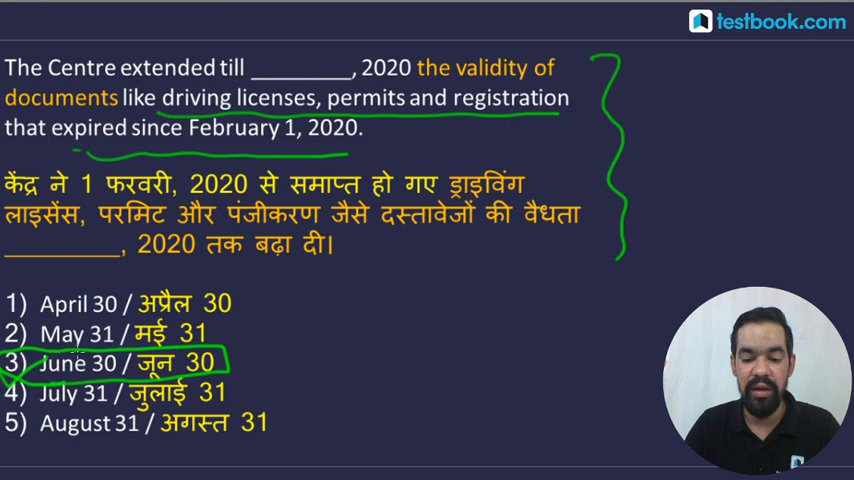 testbook.com
The Centre extended till ________, 2020 the validity of
documents like driving licenses, permits and registration
that expired since February 1, 2020.
केंद्र ने 1 फरवरी, 2020 से समाप्त हो गए ड्राइविंग
लाइसेंस, परमिट और पंजीकरण जैसे दस्तावेजों की वैधता
_________, 2020 तक बढ़ा दी।
1) April 30 / अप्रैल 30
2) May 31 / मई 31
3) June 30 / जून 30
4) July 31 / जुलाई 31
5) August 31 / अगस्त 31